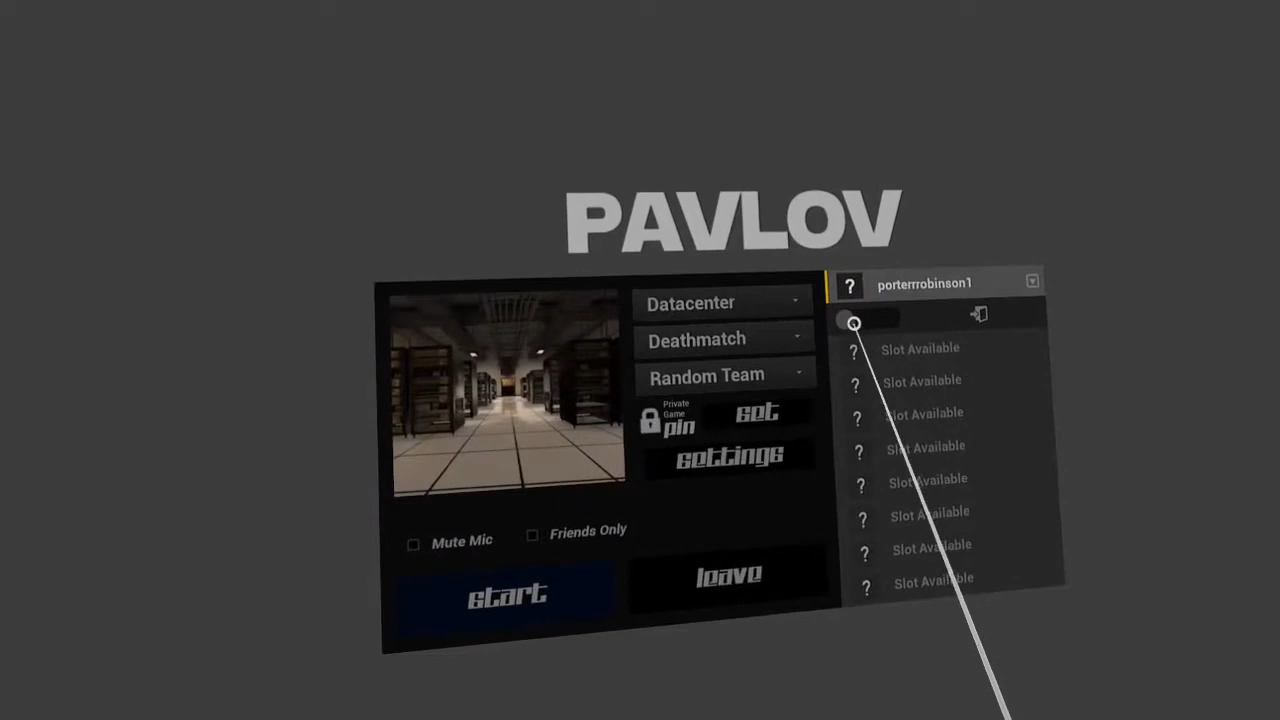 PAVLOV
Datacenter
Deathmatch
Random Team
Private
Game
pin
set
settings
Mute Mic
Friends Only
start
leave
? porterrrobinson1
? Slot Available
? Slot Available
? Slot Available
? Slot Available
? Slot Available
? Slot Available
? Slot Available
? Slot Available